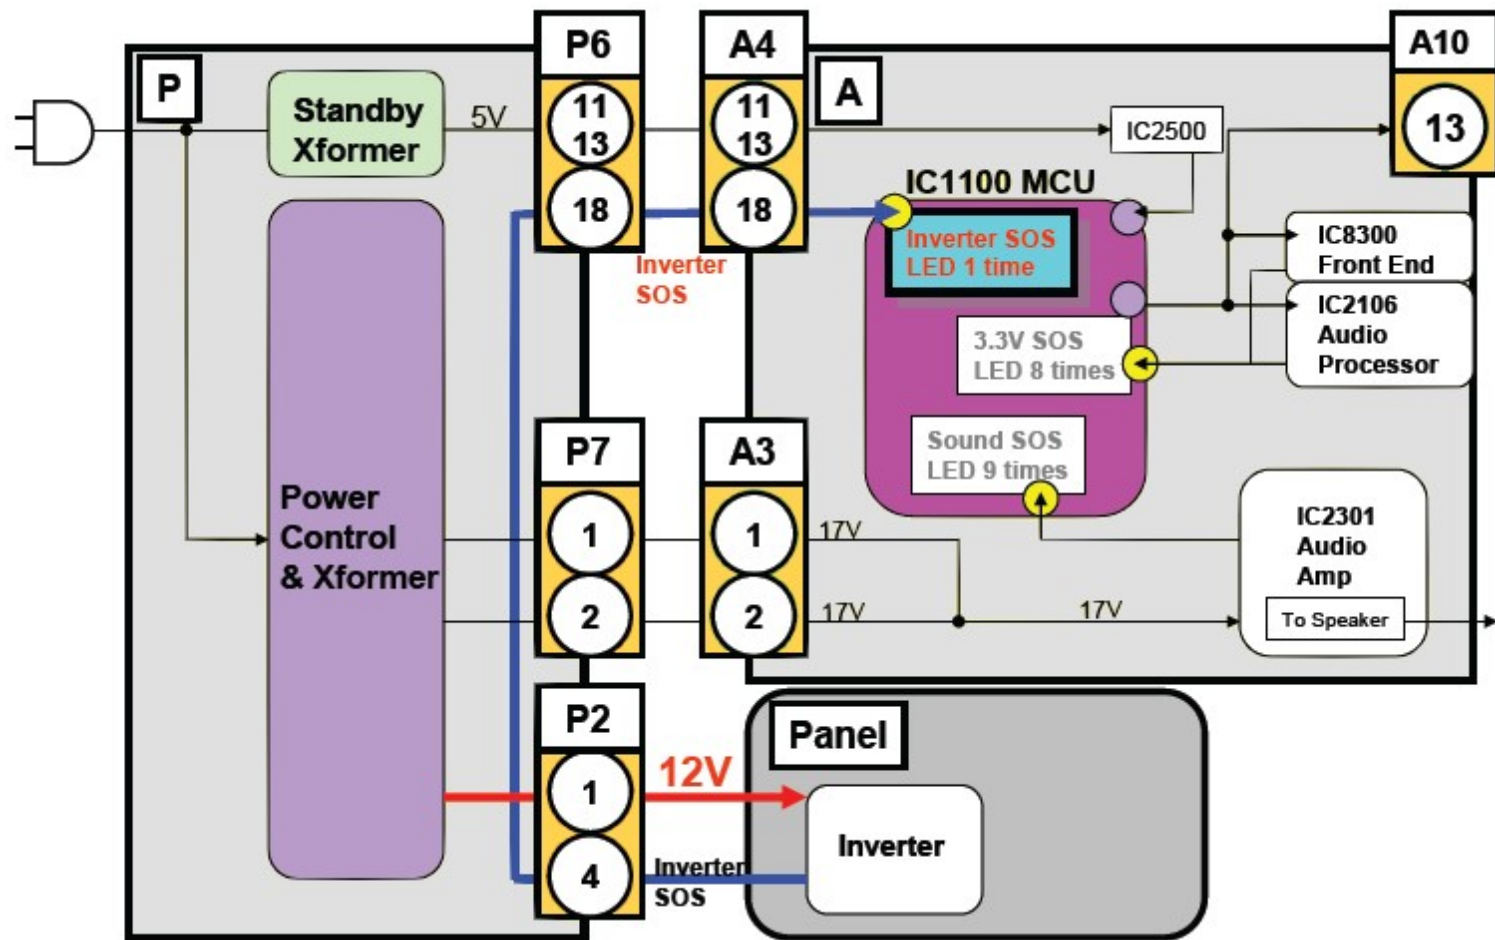 P
Standby
Xformer
5V
P6
11
13
18
A4
11
13
18
A
IC2500
A10
13
IC1100 MCU
Inverter SOS
LED 1 time
Inverter
SOS
3.3V SOS
LED 8 times
Sound SOS
LED 9 times
IC8300
Front End
IC2106
Audio
Processor
Power
Control
& Xformer
P7
1
2
A3
1
2
17V
17V
17V
IC2301
Audio
Amp
To Speaker
P2
1
4
12V
Inverter
SOS
Panel
Inverter